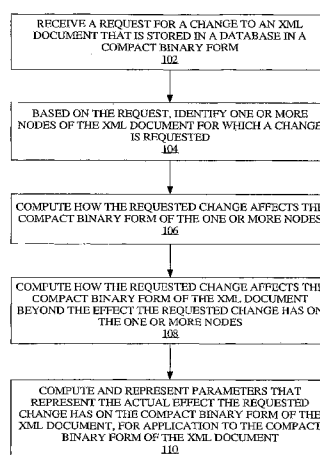 RECEIVE A REQUEST FOR A CHANGE TO AN XML
DOCUMENT THAT IS STORED IN A DATABASE IN A
COMPACT BINARY FORM
102
BASED ON THE REQUEST, IDENTIFY ONE OR MORE
NODES OF THE XML DOCUMENT FOR WHICH A CHANGE
IS REQUESTED
104
COMPUTE HOW THE REQUESTED CHANGE AFFECTS THE
COMPACT BINARY FORM OF THE ONE OR MORE NODES
106
COMPUTE HOW THE REQUESTED CHANGE AFFECTS THE
COMPACT BINARY FORM OF THE XML DOCUMENT
BEYOND THE EFFECT THE REQUESTED CHANGE HAS ON
THE ONE OR MORE NODES
108
COMPUTE AND REPRESENT PARAMETERS THAT
REPRESENT THE ACTUAL EFFECT THE REQUESTED
CHANGE HAS ON THE COMPACT BINARY FORM OF THE
XML DOCUMENT, FOR APPLICATION TO THE COMPACT
BINARY FORM OF THE XML DOCUMENT
110